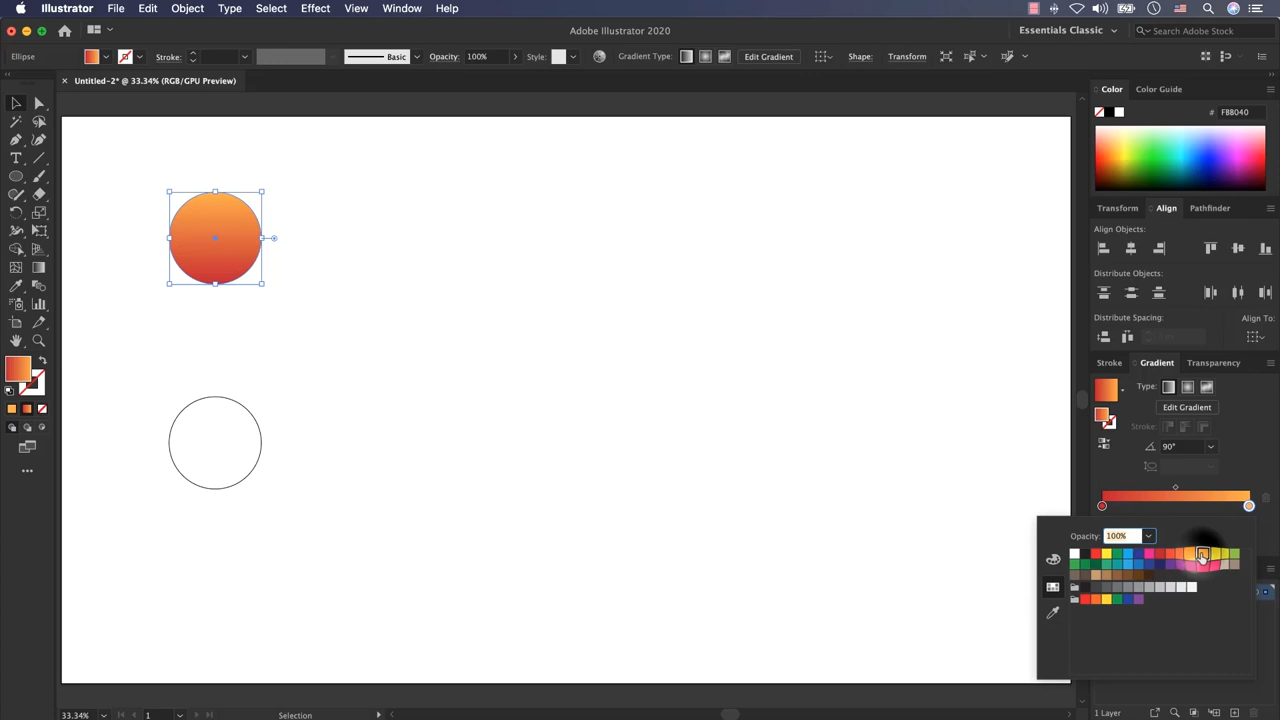 Illustrator File Edit Object Type Select Effect View Window Help
Adobe Illustrator 2020
Essentials Classic
Search Adobe Stock
Ellipse
Stroke:
Basic
Opacity: 100%
Style:
Gradient Type:
Edit Gradient
Shape:
Transform
Untitled-2* @ 33.34% (RGB/GPU Preview)
Color Color Guide
# FBB040
Transform Align Pathfinder
Align Objects:
Distribute Objects:
Distribute Spacing:
Align To:
Stroke Gradient Transparency
Type:
Edit Gradient
Stroke:
90°
Opacity: 100%
33.34%
1
Selection
1 Layer